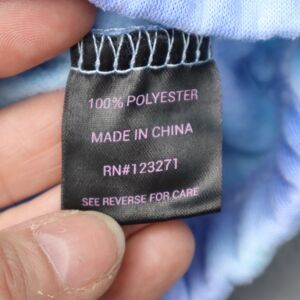 100% POLYESTER
MADE IN CHINA
RN#123271
SEE REVERSE FOR CARE